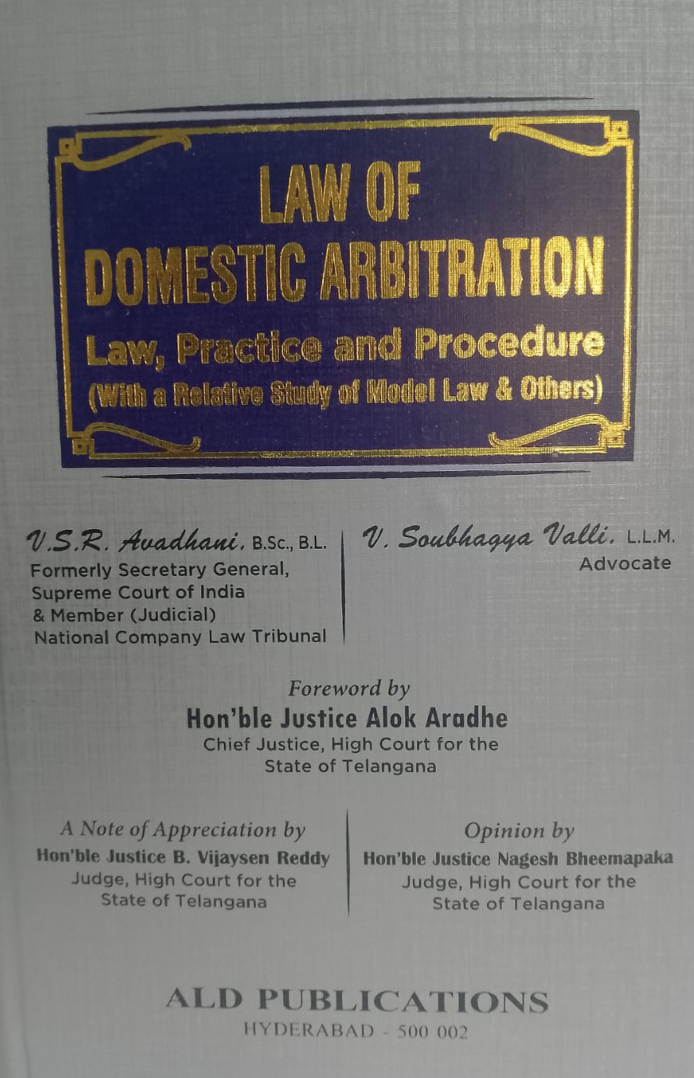 LAW OF
DOMESTIC ARBITRATION
Law, Practice and Procedure
(With a Relative Study of Model Law & Others)
V.S.R. Avadhani, B.Sc., B.L.
Formerly Secretary General,
Supreme Court of India
& Member (Judicial)
National Company Law Tribunal
V. Soubhagya Valli, L.L.M.
Advocate
Foreword by
Hon'ble Justice Alok Aradhe
Chief Justice, High Court for the
State of Telangana
A Note of Appreciation by
Hon'ble Justice B. Vijaysen Reddy
Judge, High Court for the
State of Telangana
Opinion by
Hon'ble Justice Nagesh Bheemapaka
Judge, High Court for the
State of Telangana
ALD PUBLICATIONS
HYDERABAD - 500 002